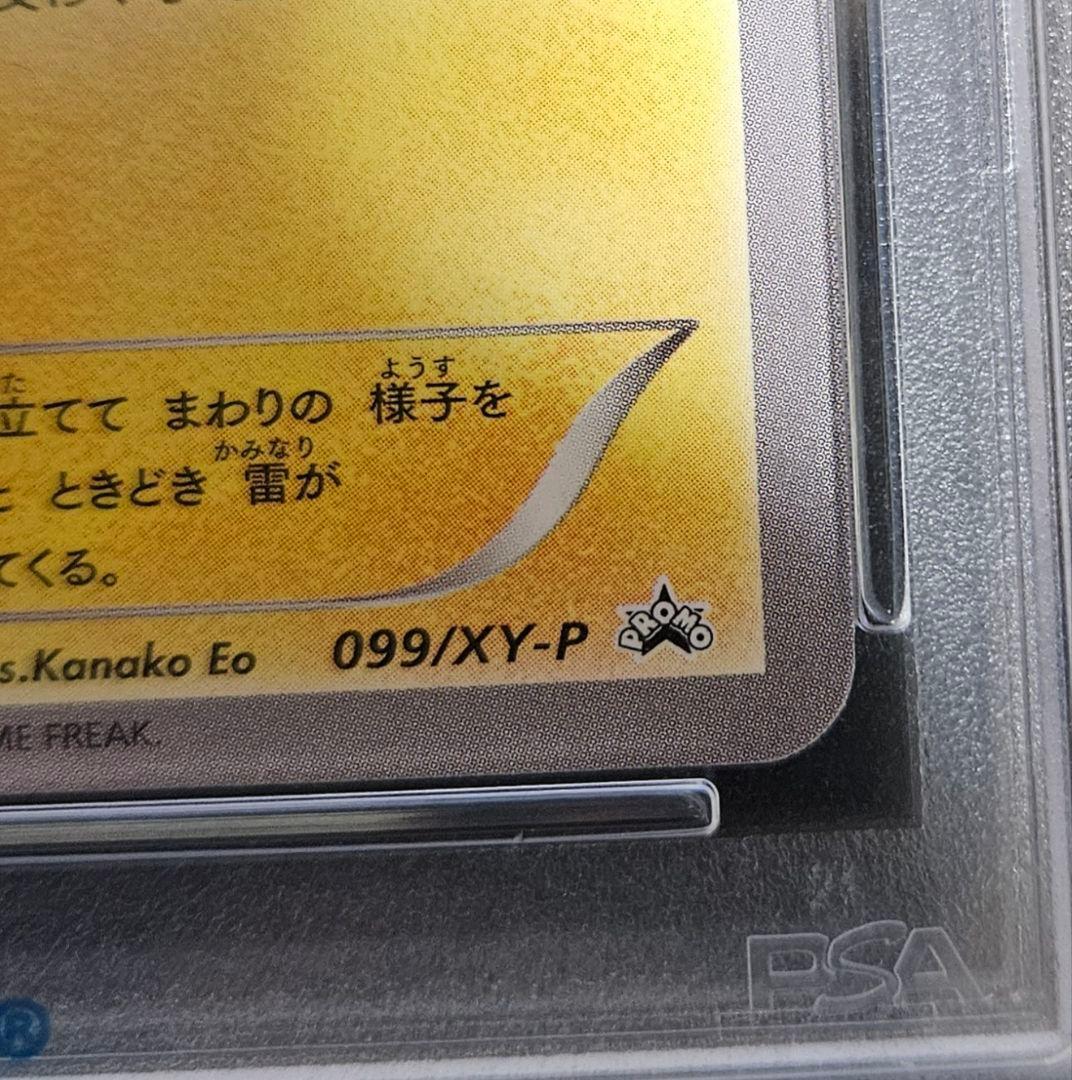 ようす
立てて まわりの 様子を
かみなり
ときどき 雷が
てくる。
s.Kanako Eo 099/XY-P PROMO
ME FREAK.
PSA
®